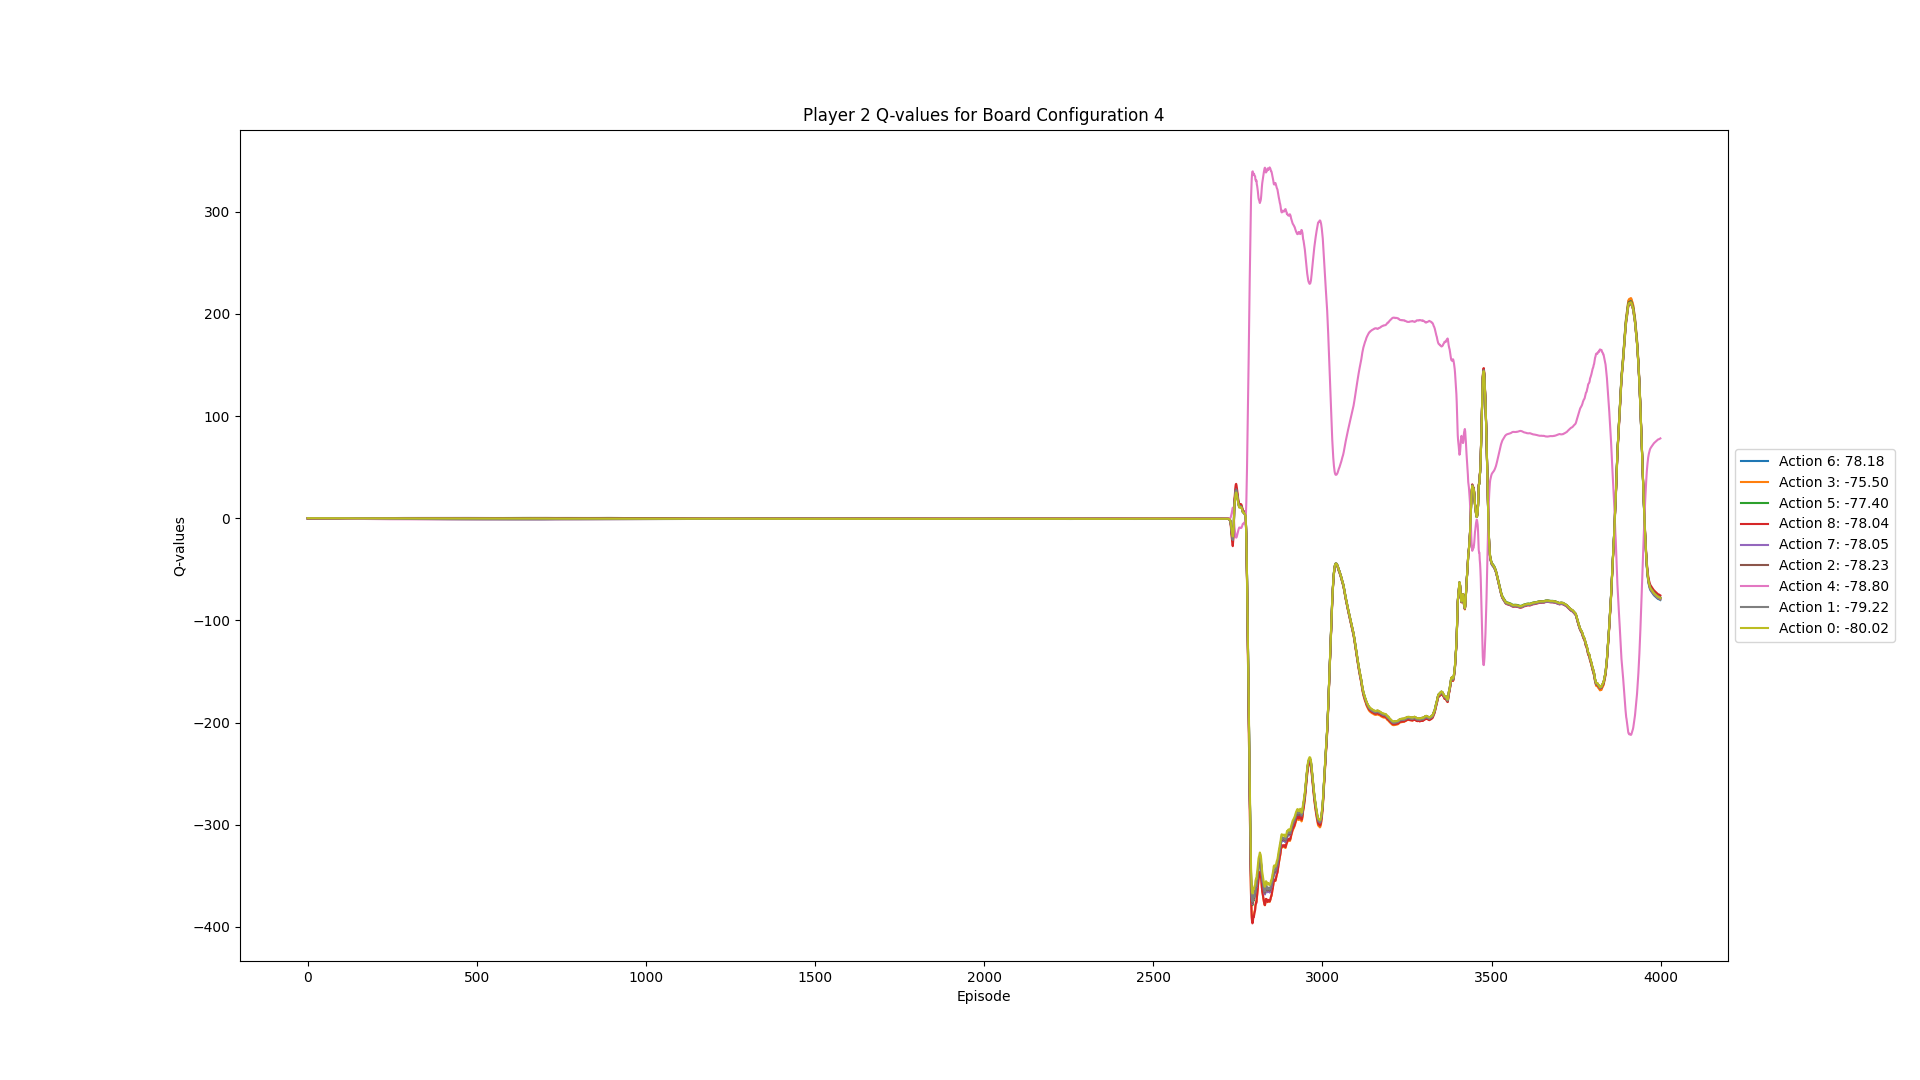 Player 2 Q-values for Board Configuration 4
Q-values
300
200
100
0
−100
−200
−300
−400
0 500 1000 1500 2000 2500 3000 3500 4000
Episode
Action 6: 78.18
Action 3: -75.50
Action 5: -77.40
Action 8: -78.04
Action 7: -78.05
Action 2: -78.23
Action 4: -78.80
Action 1: -79.22
Action 0: -80.02